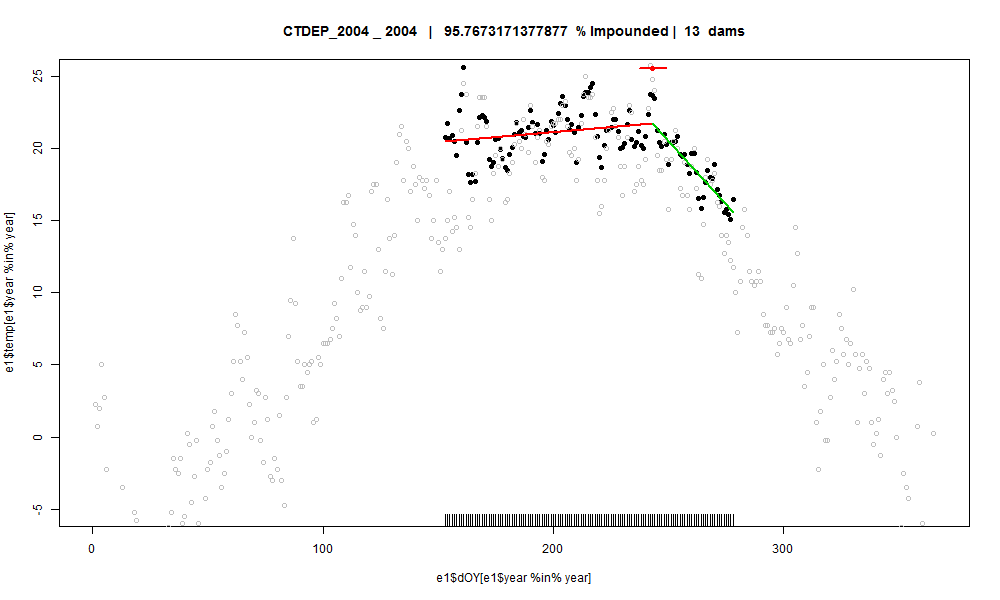 CTDEP_2004 _ 2004 | 95.7673171377877 % Impounded | 13 dams
e1$temp[e1$year %in% year]
25
20
15
10
5
0
-5
0 100 200 300
e1$dOY[e1$year %in% year]